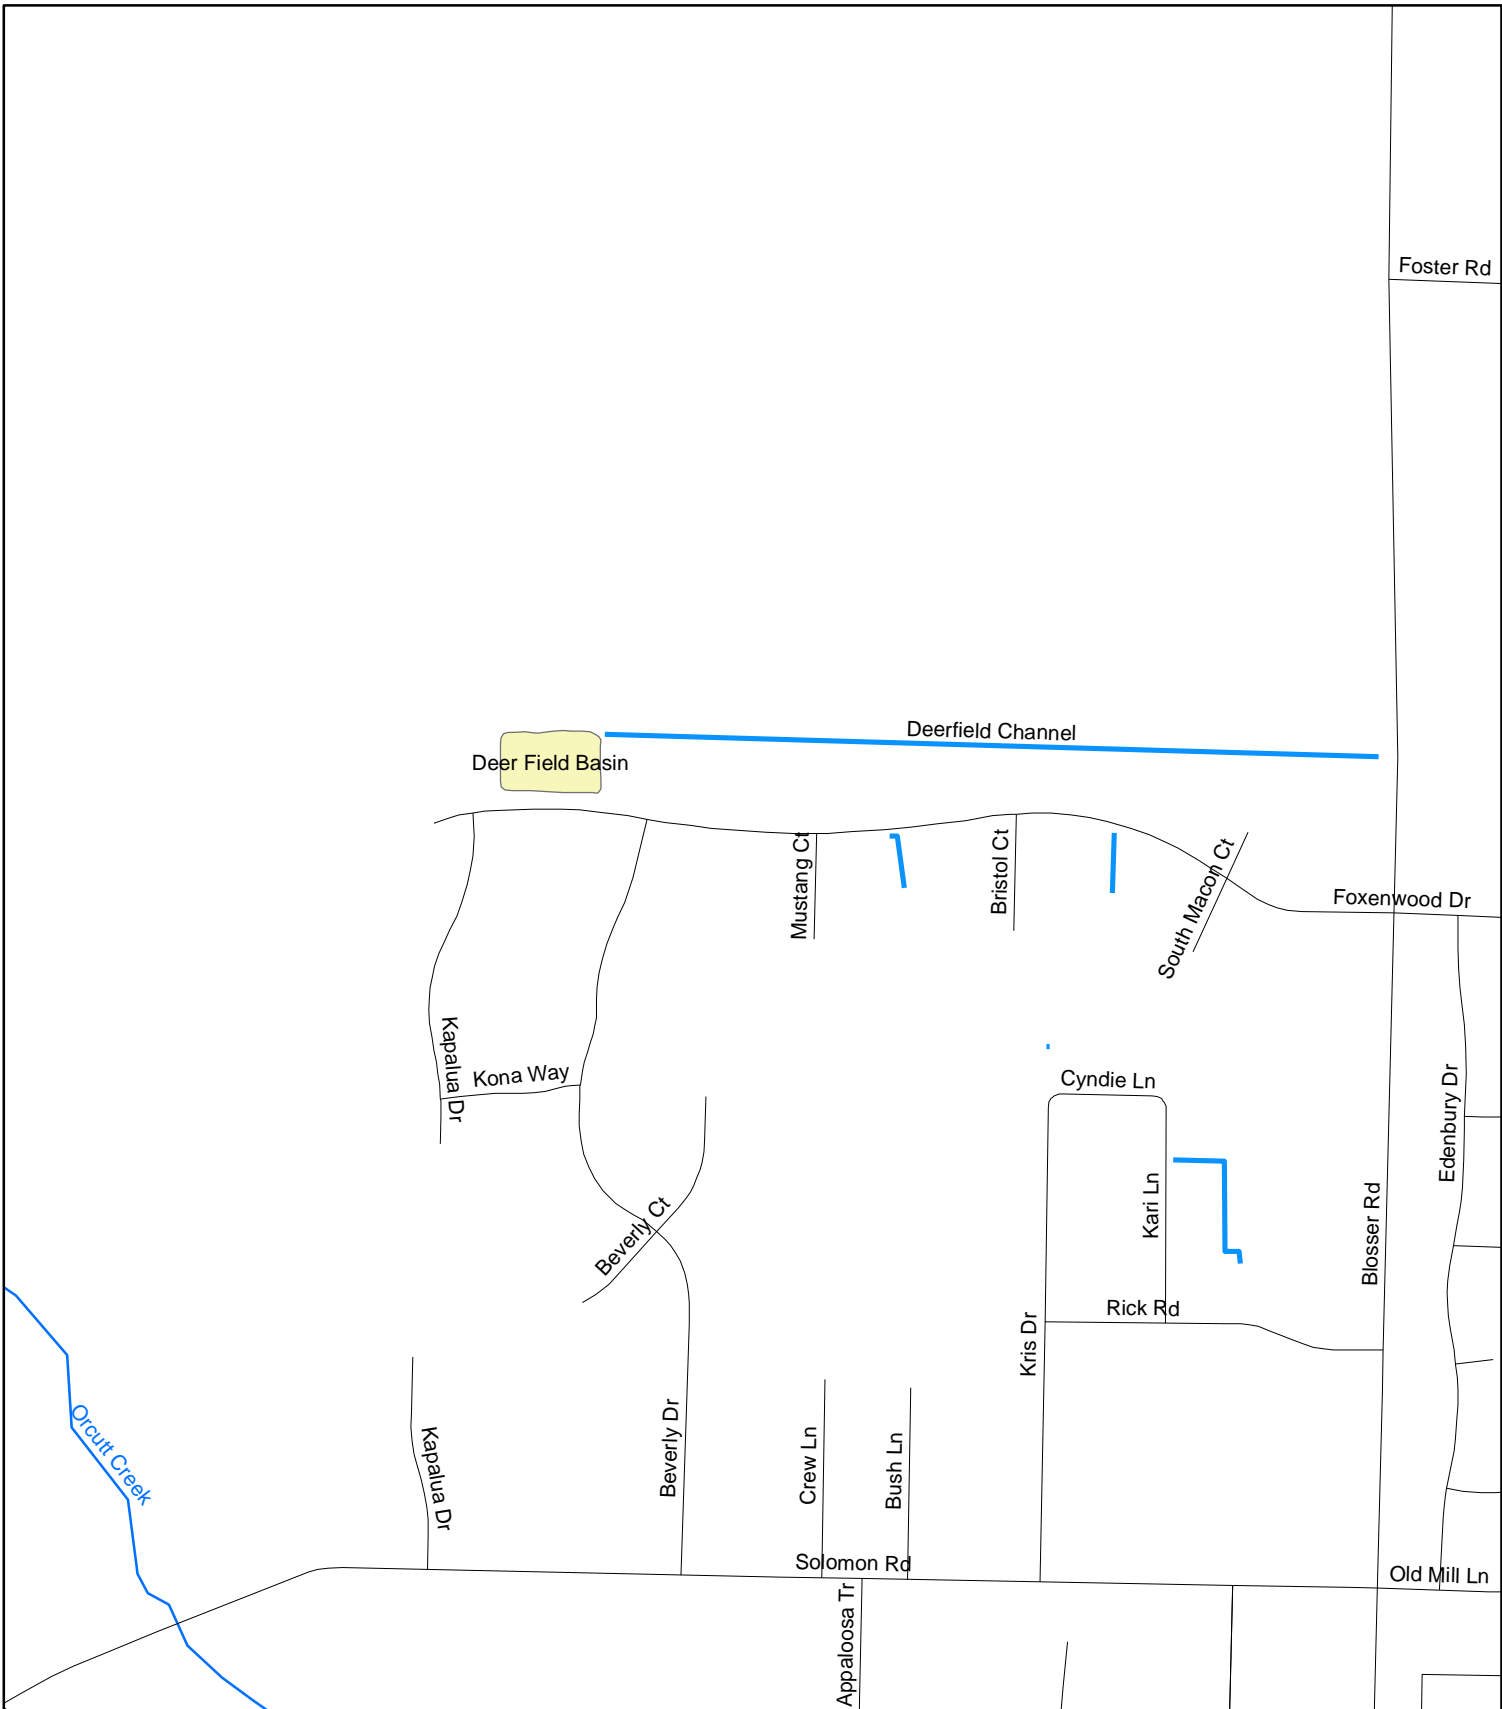 Foster Rd
Deerfield Channel
Deer Field Basin
Mustang Ct
Bristol Ct
South Macon Ct
Foxenwood Dr
Kapalua Dr
Kona Way
Cyndie Ln
Edenbury Dr
Kari Ln
Blosser Rd
Beverly Ct
Rick Rd
Kris Dr
Orcutt Creek
Kapalua Dr
Beverly Dr
Crew Ln
Bush Ln
Solomon Rd
Old Mill Ln
Appaloosa Tr